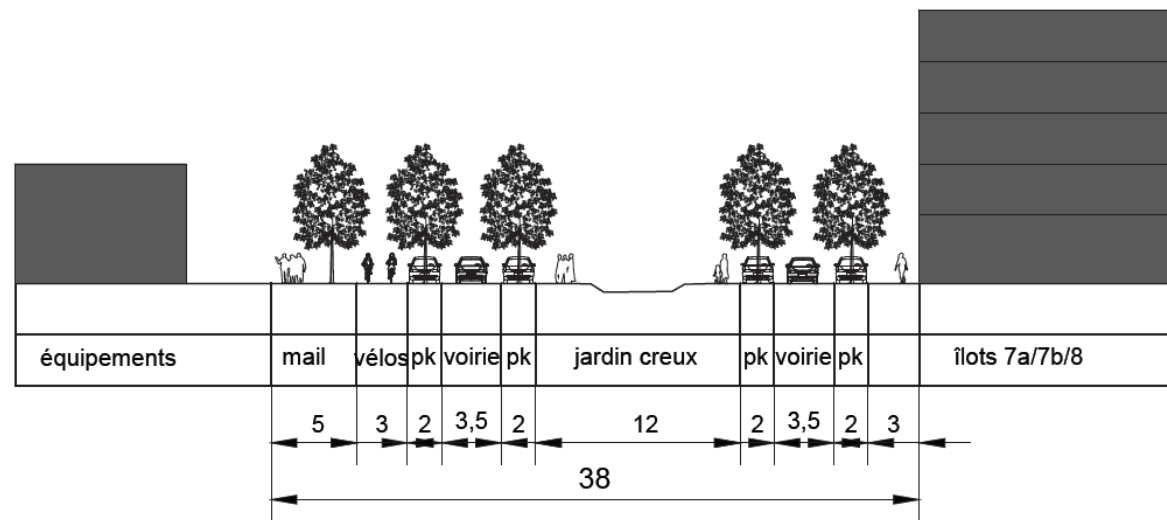 équipements mail vélos pk voirie pk jardin creux pk voirie pk îlots 7a/7b/8
5 3 2 3,5 2 12 2 3,5 2 3
38